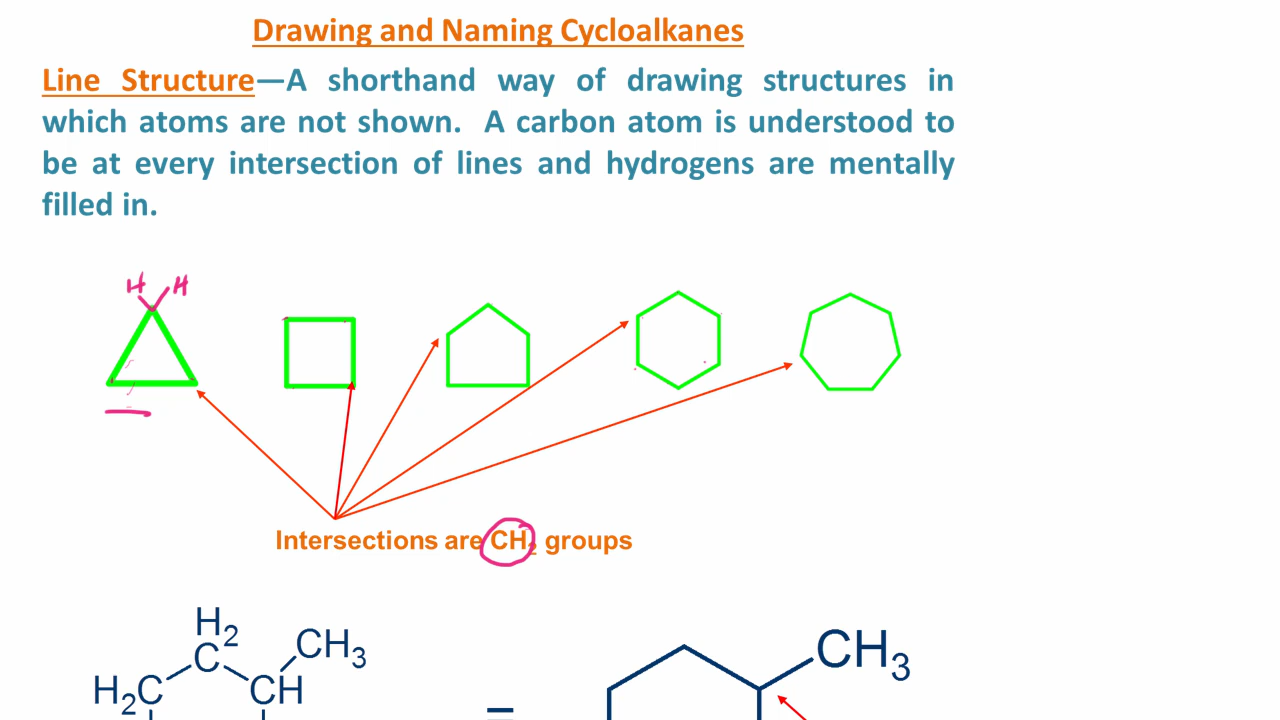 Drawing and Naming Cycloalkanes
Line Structure—A shorthand way of drawing structures in
which atoms are not shown. A carbon atom is understood to
be at every intersection of lines and hydrogens are mentally
filled in.
H H
Intersections are CH₂ groups
H₂
C
CH₃
H₂C
CH
=
CH₃